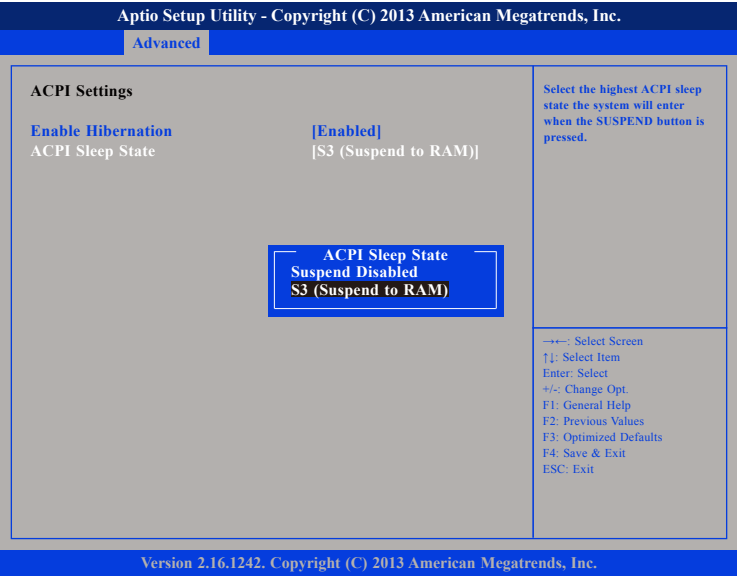 Aptio Setup Utility - Copyright (C) 2013 American Megatrends, Inc.
Advanced
ACPI Settings
Enable Hibernation [Enabled]
ACPI Sleep State [S3 (Suspend to RAM)]
ACPI Sleep State
Suspend Disabled
S3 (Suspend to RAM)
Select the highest ACPI sleep
state the system will enter
when the SUSPEND button is
pressed.
→←: Select Screen
↑↓: Select Item
Enter: Select
+/-: Change Opt.
F1: General Help
F2: Previous Values
F3: Optimized Defaults
F4: Save & Exit
ESC: Exit
Version 2.16.1242. Copyright (C) 2013 American Megatrends, Inc.